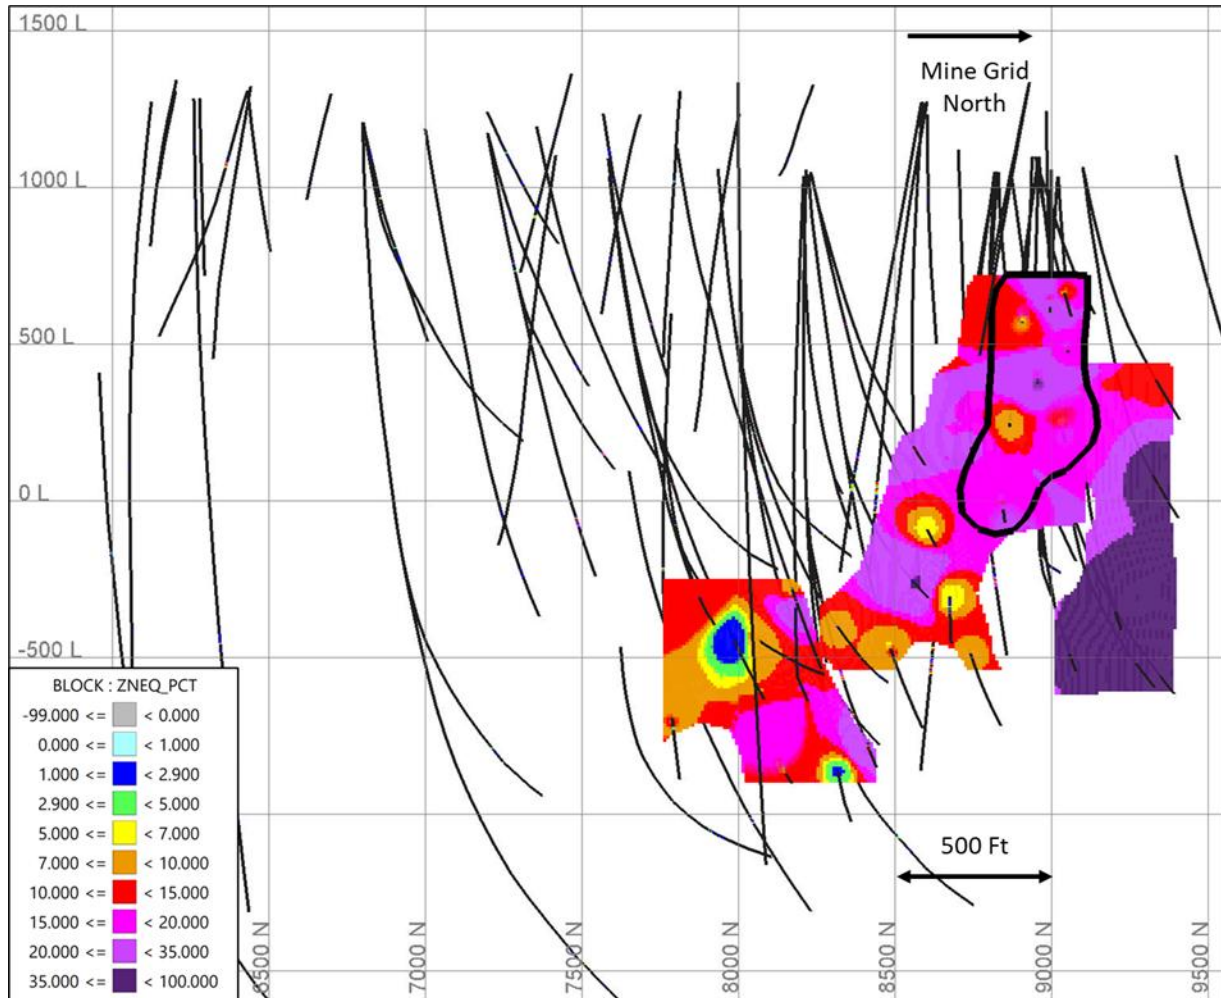 1500 L
Mine Grid
North
1000 L
500 L
0 L
-500 L
BLOCK : ZNEQ_PCT
-99.000 <= < 0.000
0.000 <= < 1.000
1.000 <= < 2.900
2.900 <= < 5.000
5.000 <= < 7.000
7.000 <= < 10.000
10.000 <= < 15.000
15.000 <= < 20.000
20.000 <= < 35.000
35.000 <= < 100.000
500 Ft
7000 N
7500 N
8000 N
8500 N
9000 N